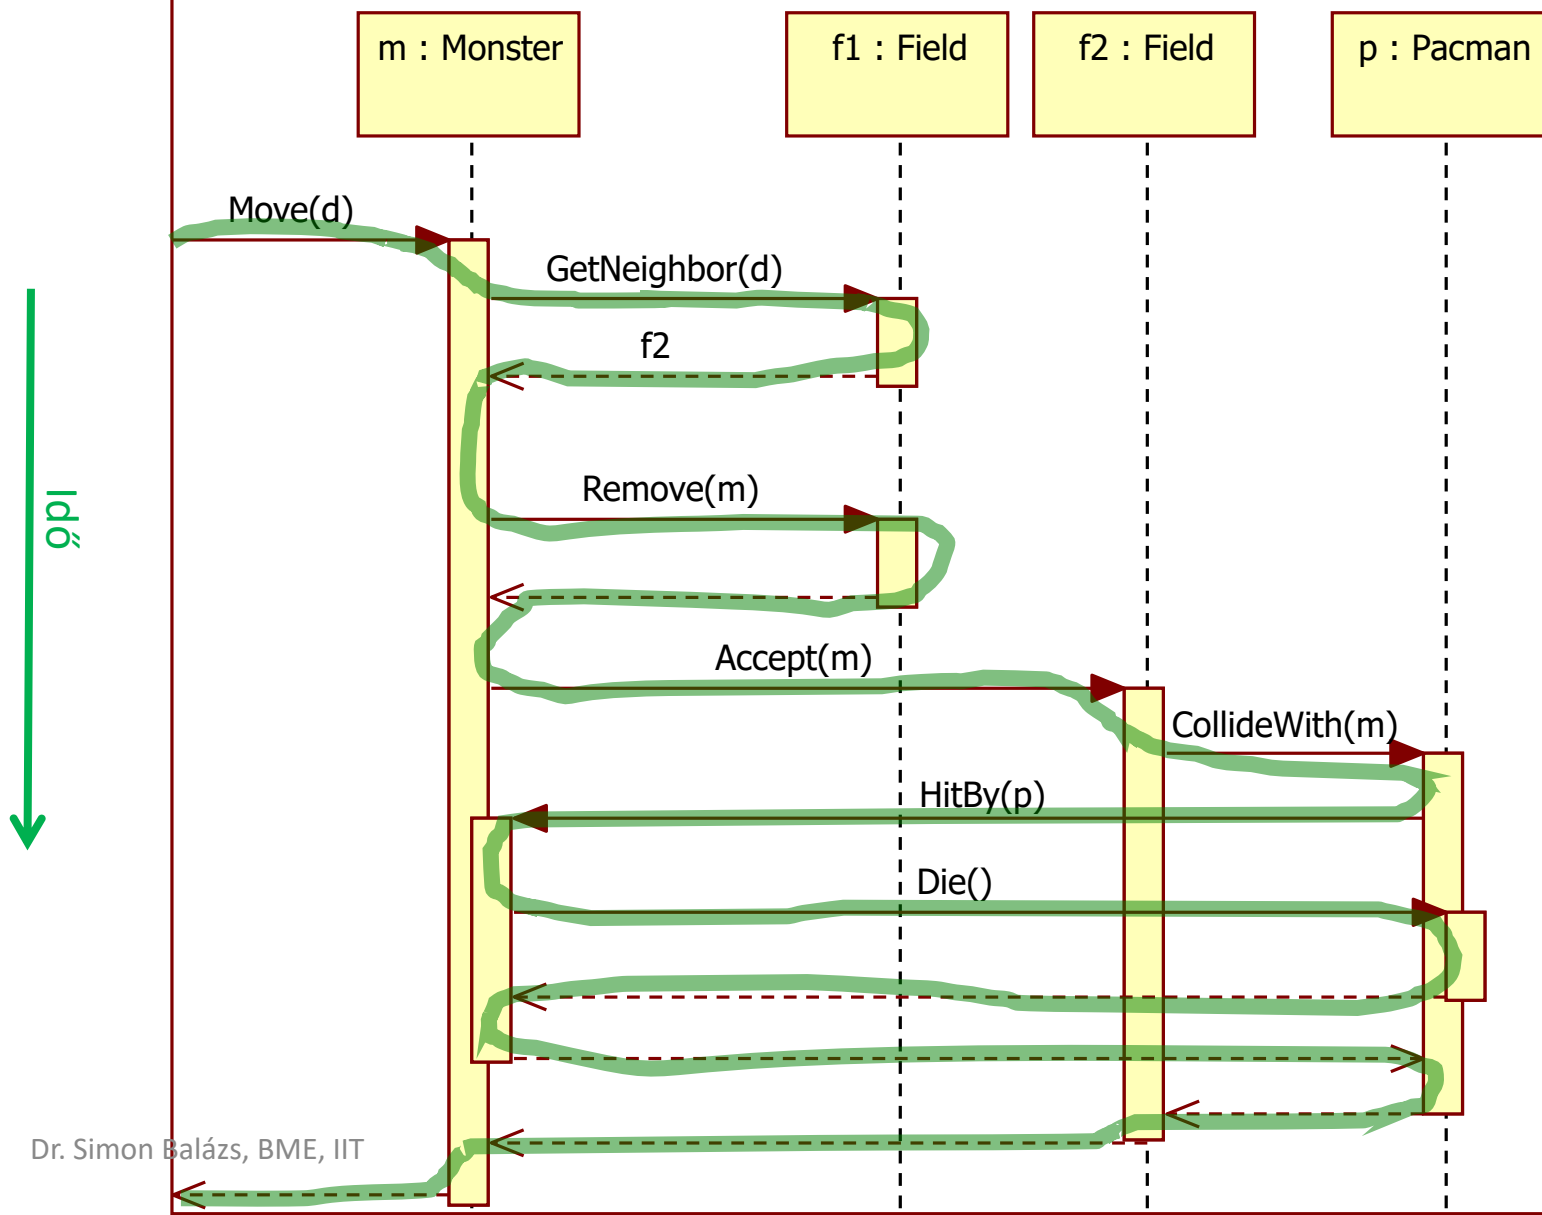 m : Monster
f1 : Field
f2 : Field
p : Pacman
Move(d)
GetNeighbor(d)
f2
Idő
Remove(m)
Accept(m)
CollideWith(m)
HitBy(p)
Die()
Dr. Simon Balázs, BME, IIT